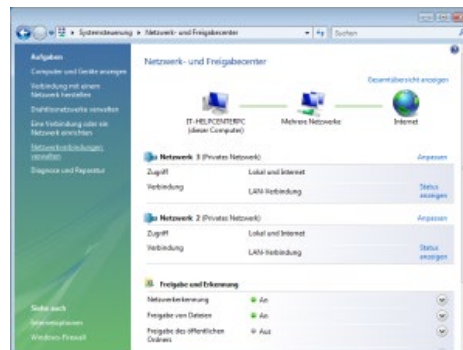 Systemsteuerung ▸ Netzwerk- und Freigabecenter
Suchen
Aufgaben
Computer und Geräte anzeigen
Verbindung mit einem
Netzwerk herstellen
Drahtlosnetzwerke verwalten
Eine Verbindung oder ein
Netzwerk einrichten
Netzwerkverbindungen
verwalten
Diagnose und Reparatur
Siehe auch
Internetoptionen
Windows-Firewall
Netzwerk- und Freigabecenter
Gesamtübersicht anzeigen
IT-HELPCENTERPC
(dieser Computer)
Mehrere Netzwerke
Internet
Netzwerk 3 (Privates Netzwerk)
Anpassen
Zugriff
Lokal und Internet
Verbindung
LAN-Verbindung
Status
anzeigen
Netzwerk 2 (Privates Netzwerk)
Anpassen
Zugriff
Lokal und Internet
Verbindung
LAN-Verbindung
Status
anzeigen
Freigabe und Erkennung
Netzwerkerkennung
An
Freigabe von Dateien
An
Freigabe des öffentlichen
Ordners
Aus